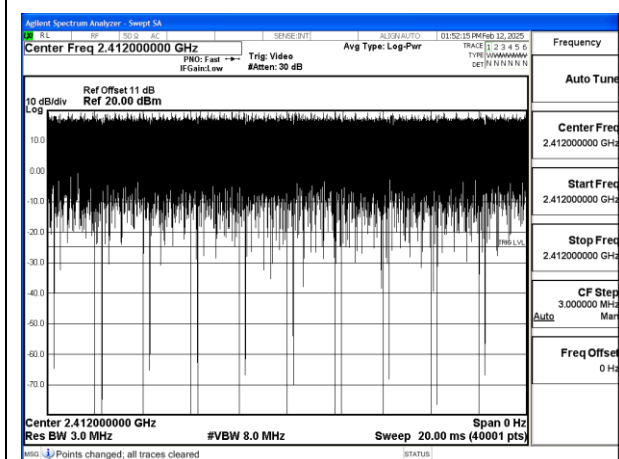 Agilent Spectrum Analyzer - Swept SA
RL RF 50 Ω AC SENSE:INT ALIGN AUTO 01:52:15 PM Feb 12, 2025
Center Freq 2.412000000 GHz
PNO: Fast
IFGain:Low
Trig: Video
#Atten: 30 dB
Avg Type: Log-Pwr
TRACE 1 2 3 4 5 6
TYPE
DET N N N N N N
Ref Offset 11 dB
Ref 20.00 dBm
10 dB/div
Log
10.0
0.00
-10.0
-20.0
TRIG LVL
-30.0
-40.0
-50.0
-60.0
-70.0
Center 2.412000000 GHz
Span 0 Hz
Res BW 3.0 MHz
#VBW 8.0 MHz
Sweep 20.00 ms (40001 pts)
MSG Points changed; all traces cleared
STATUS
Frequency
Auto Tune
Center Freq
2.412000000 GHz
Start Freq
2.412000000 GHz
Stop Freq
2.412000000 GHz
CF Step
3.000000 MHz
Auto Man
Freq Offset
0 Hz